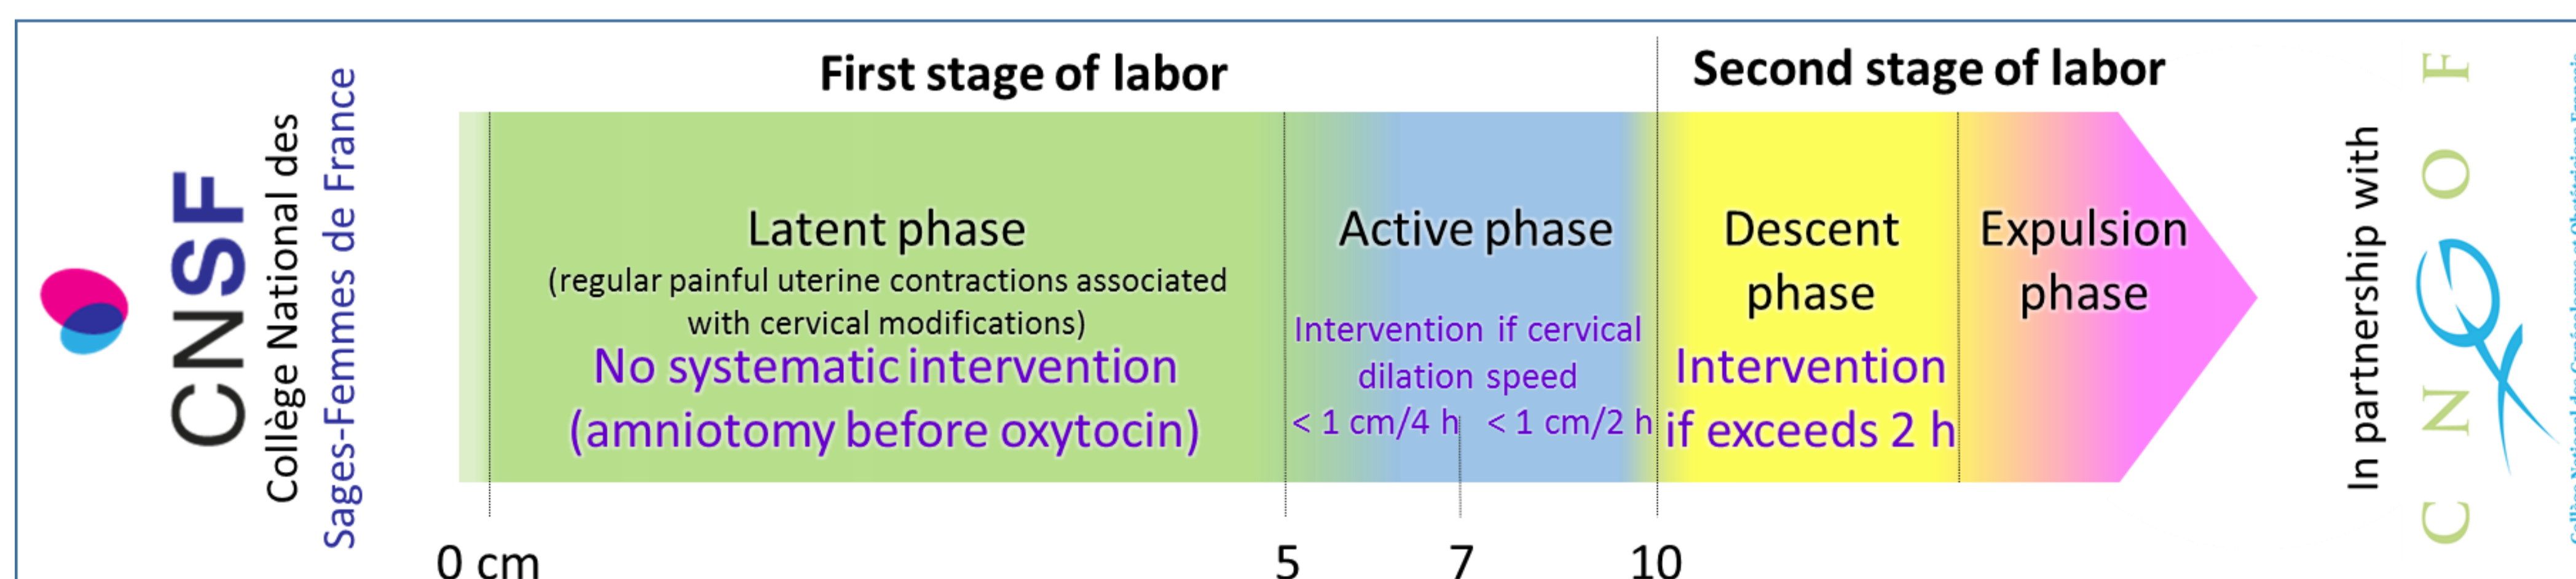 CNSF
Collège National des
Sages-Femmes de France
First stage of labor
Second stage of labor
Latent phase
(regular painful uterine contractions associated
with cervical modifications)
No systematic intervention
(amniotomy before oxytocin)
Active phase
Intervention if cervical
dilation speed
< 1 cm/4 h < 1 cm/2 h
Descent
phase
Intervention
if exceeds 2 h
Expulsion
phase
0 cm 5 7 10
In partnership with
CNOF